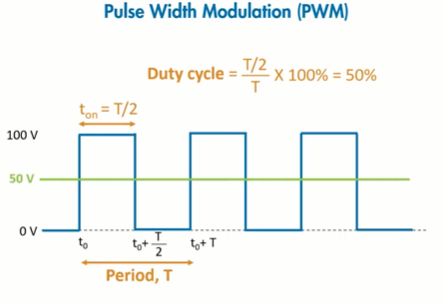 Pulse Width Modulation (PWM)
Duty cycle = T/2 / T X 100% = 50%
t_on = T/2
100 V
50 V
0 V
t₀
t₀+ T/2
t₀+ T
Period, T